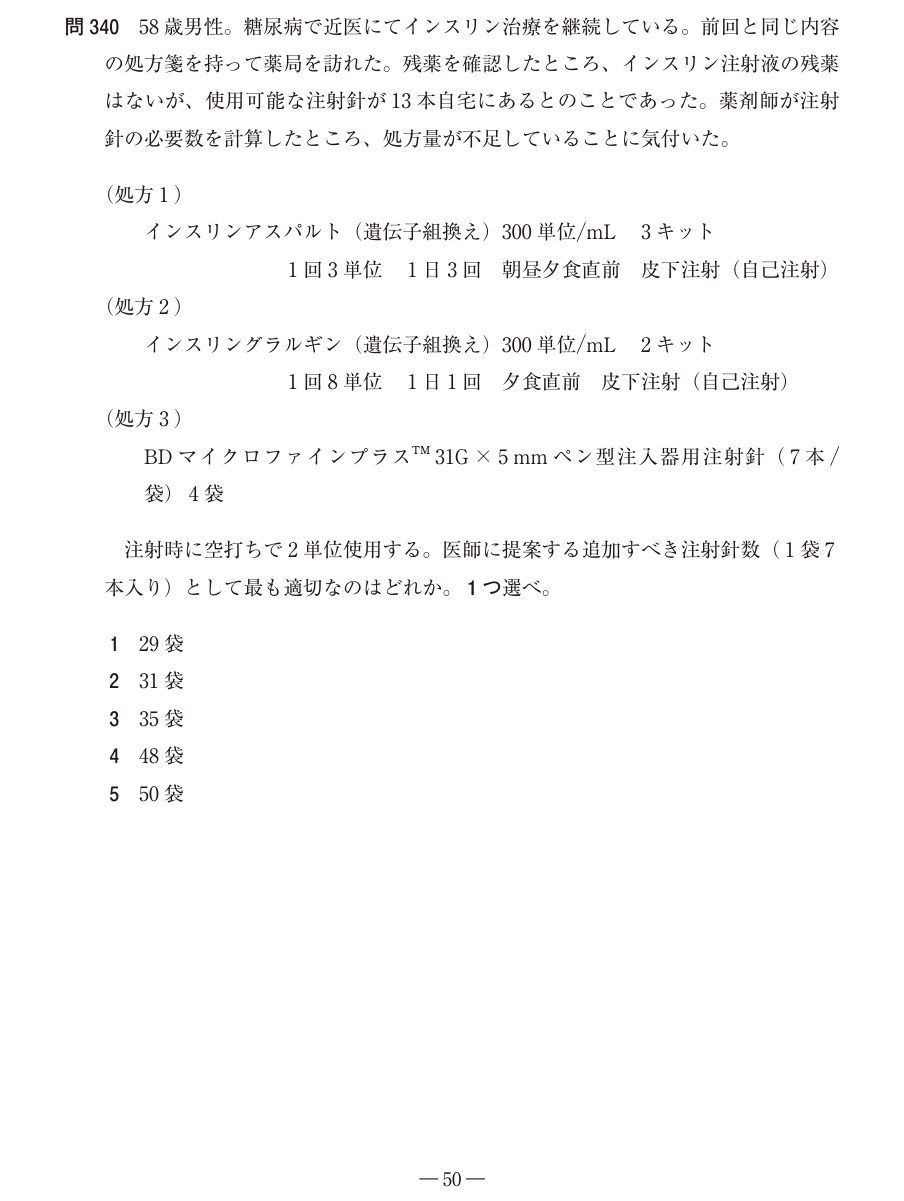 問 340 58 歳男性。糖尿病で近医にてインスリン治療を継続している。前回と同じ内容
の処方箋を持って薬局を訪れた。残薬を確認したところ、インスリン注射液の残薬
はないが、使用可能な注射針が 13 本自宅にあるとのことであった。薬剤師が注射
針の必要数を計算したところ、処方量が不足していることに気付いた。
（処方 1 ）
インスリンアスパルト（遺伝子組換え）300 単位/mL 3 キット
1 回 3 単位 1 日 3 回 朝昼夕食直前 皮下注射（自己注射）
（処方 2 ）
インスリングラルギン（遺伝子組換え）300 単位/mL 2 キット
1 回 8 単位 1 日 1 回 夕食直前 皮下注射（自己注射）
（処方 3 ）
BD マイクロファインプラス™ 31G × 5 mm ペン型注入器用注射針（ 7 本 /
袋） 4 袋
注射時に空打ちで 2 単位使用する。医師に提案する追加すべき注射針数（ 1 袋 7
本入り）として最も適切なのはどれか。1 つ選べ。
1 29 袋
2 31 袋
3 35 袋
4 48 袋
5 50 袋
― 50 ―